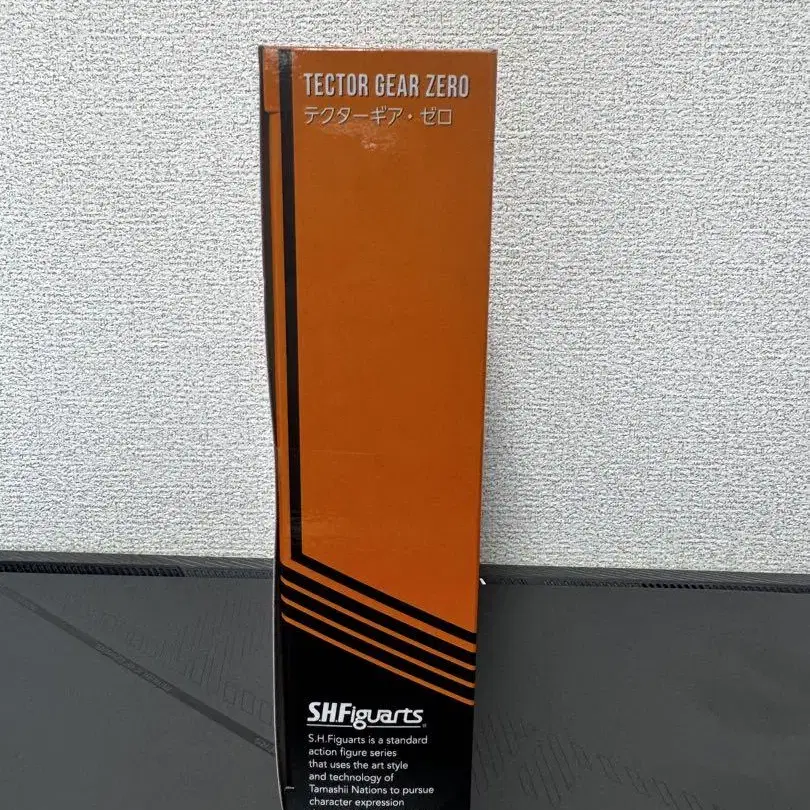 TECTOR GEAR ZERO
テクターギア・ゼロ
S.H.Figuarts
S.H.Figuarts is a standard
action figure series
that uses the art style
and technology of
Tamashii Nations to pursue
character expression